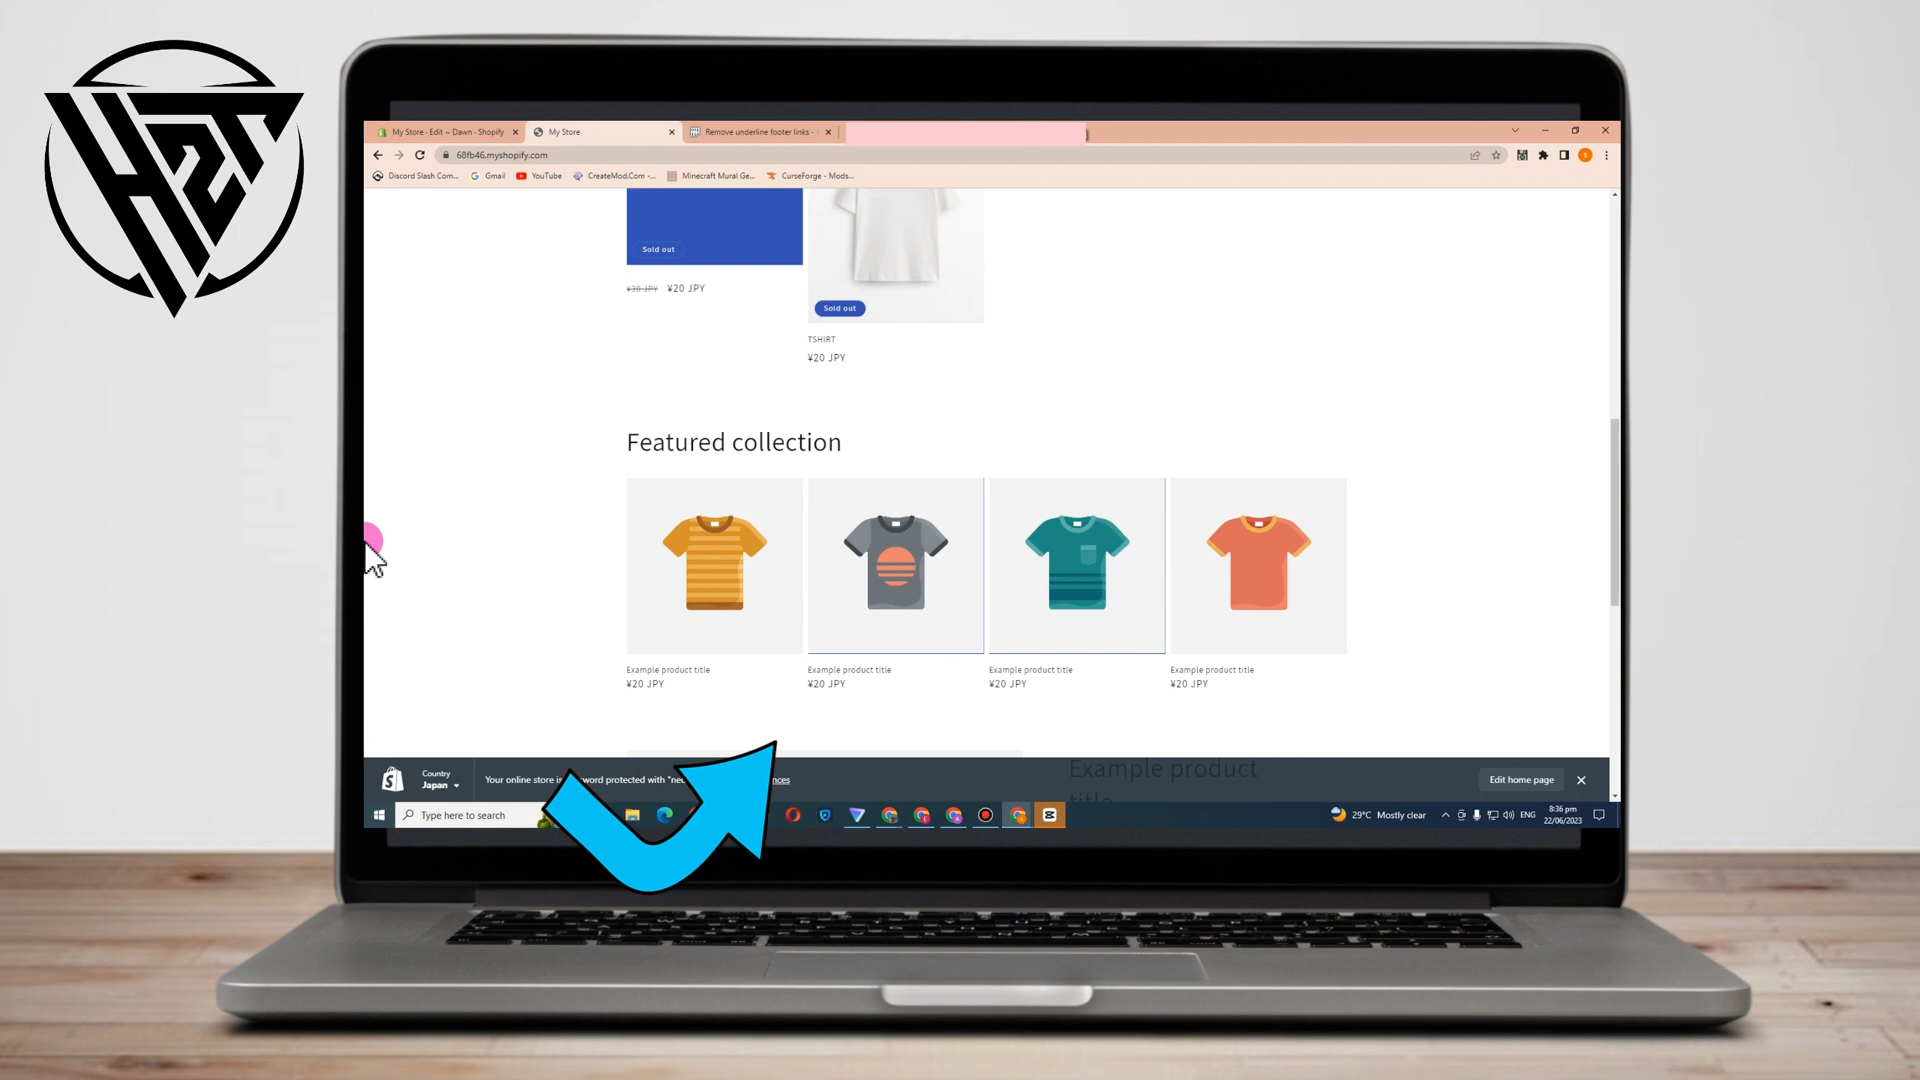 H2T
My Store · Edit ~ Dawn · Shopify
My Store
Remove underline footer links -
68fb46.myshopify.com
Discord Slash Com...
Gmail
YouTube
CreateMod.Com -...
Minecraft Mural Ge...
CurseForge - Mods...
Sold out
¥30 JPY ¥20 JPY
Sold out
TSHIRT
¥20 JPY
Featured collection
Example product title
¥20 JPY
Example product title
¥20 JPY
Example product title
¥20 JPY
Example product title
¥20 JPY
Example product
title
Country
Japan
Your online store is word protected with
Edit home page
Type here to search
29°C Mostly clear
ENG
8:36 pm
22/06/2023